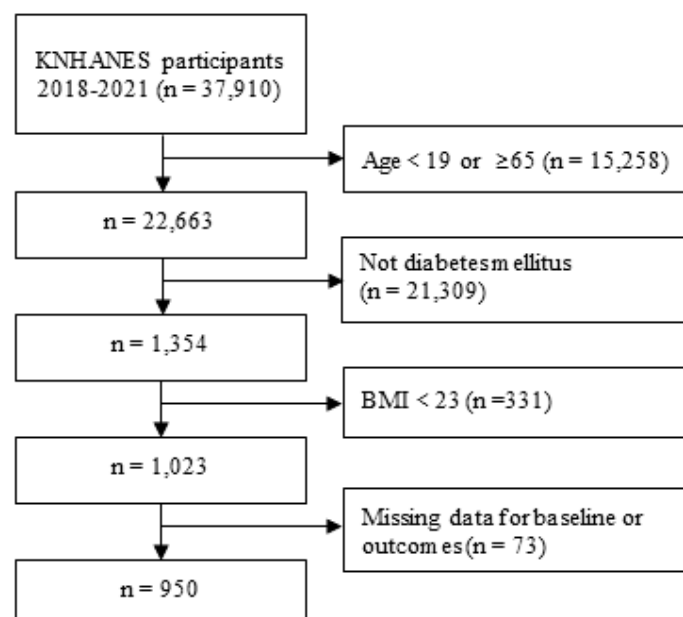 KNHANES participants
2018-2021 (n = 37,910)
Age < 19 or ≥65 (n = 15,258)
n = 22,663
Not diabetes mellitus
(n = 21,309)
n = 1,354
BMI < 23 (n =331)
n = 1,023
Missing data for baseline or
outcomes (n = 73)
n = 950